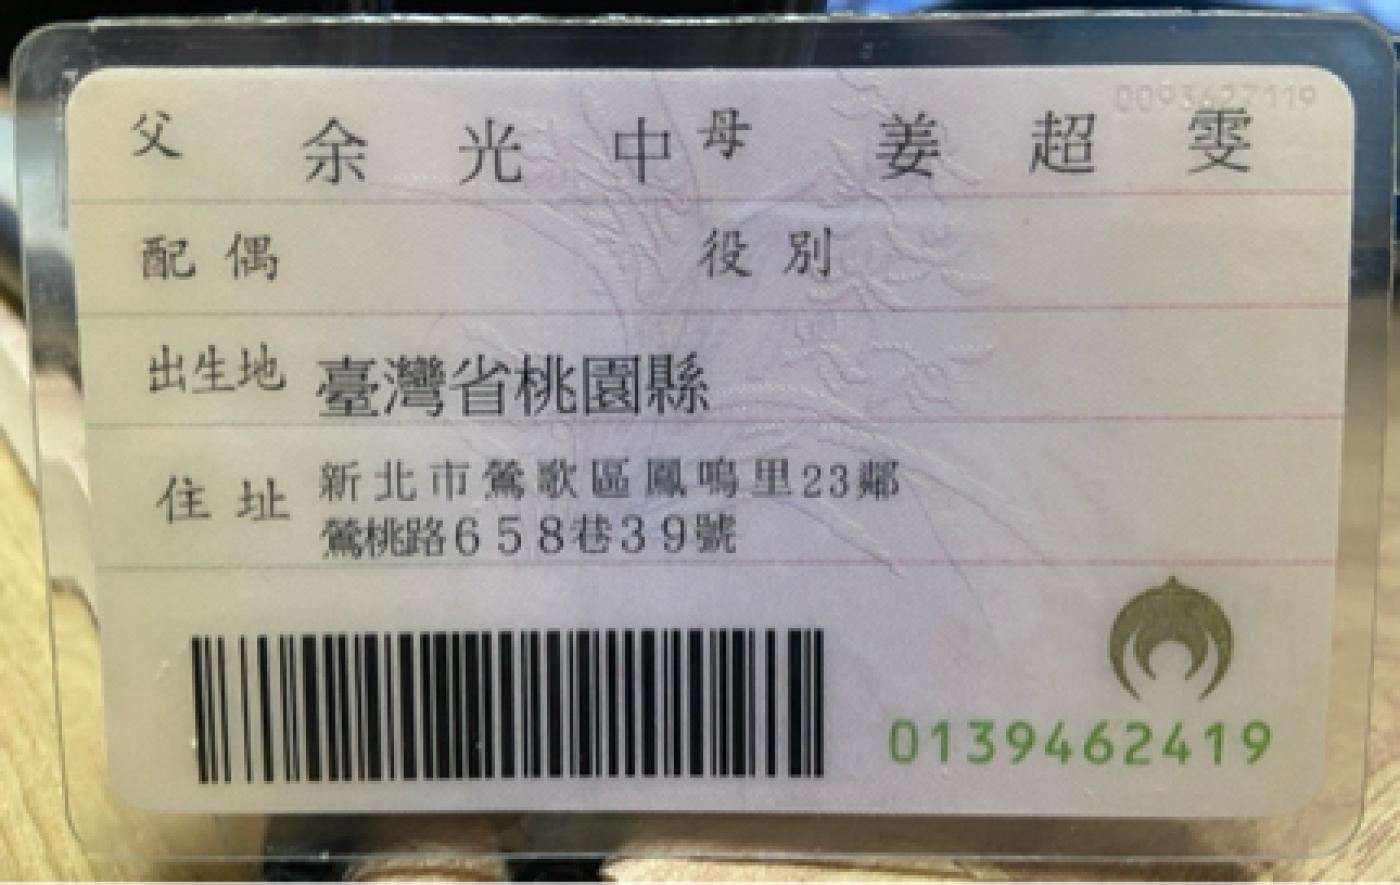 0093627119
父 余光中 母 姜超雯
配偶 役別
出生地 臺灣省桃園縣
住址 新北市鶯歌區鳳鳴里23鄰
鶯桃路658巷39號
0139462419